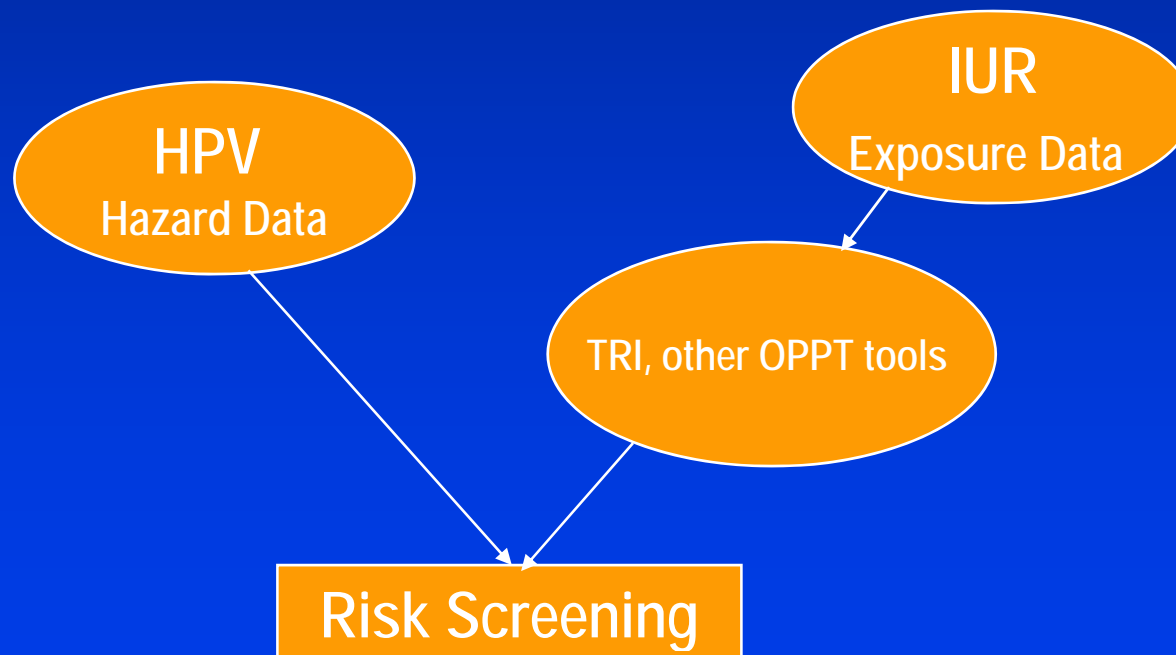 HPV
Hazard Data
IUR
Exposure Data
TRI, other OPPT tools
Risk Screening